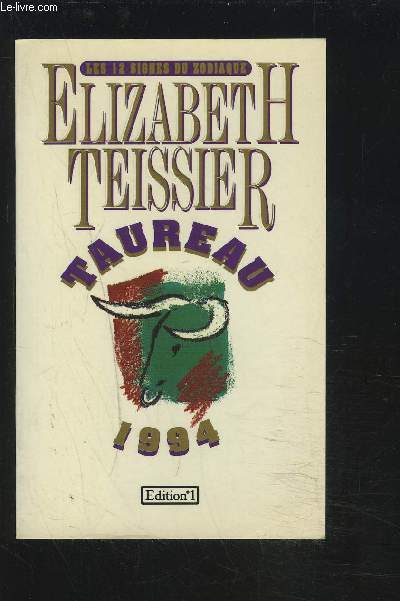 Le-Livre.com
LES 12 SIGNES DU ZODIAQUE
ELIZABETH
TEISSIER
TAUREAU
1994
Edition°1